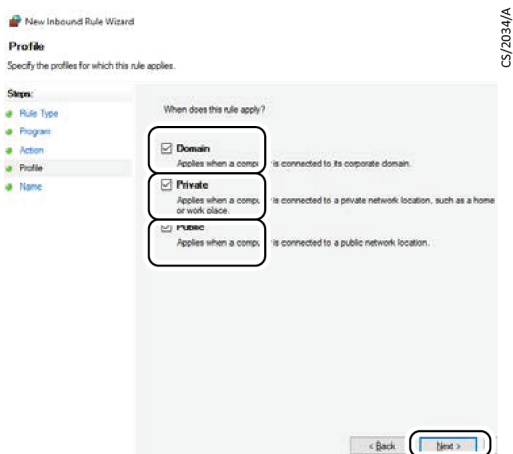 New Inbound Rule Wizard
CS/2034/A
Profile
Specify the profiles for which this rule applies.
Steps:
Rule Type
Program
Action
Profile
Name
When does this rule apply?
Domain
Applies when a compu is connected to its corporate domain.
Private
Applies when a compu is connected to a private network location, such as a home
or work place.
Public
Applies when a compu is connected to a public network location.
< Back
Next >